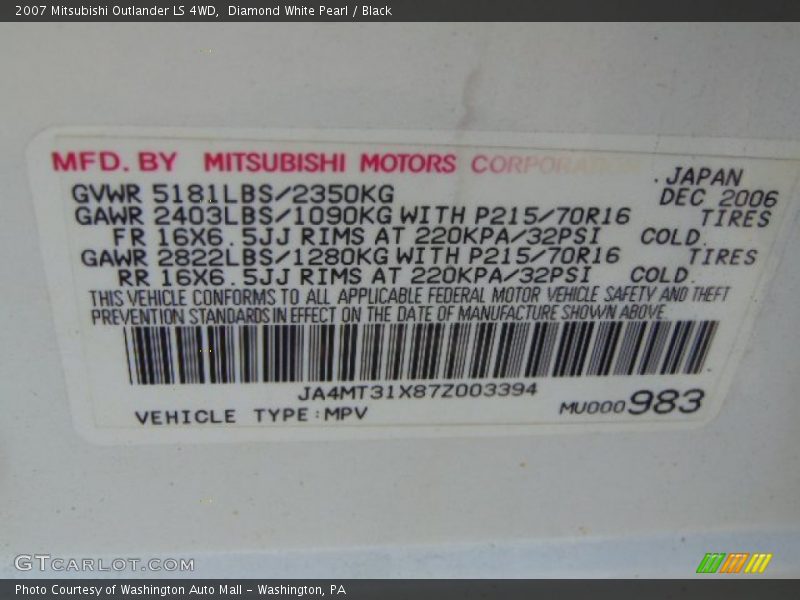 2007 Mitsubishi Outlander LS 4WD,  Diamond White Pearl / Black
MFD. BY MITSUBISHI MOTORS CORPORATION
. JAPAN
GVWR 5181LBS/2350KG DEC 2006
GAWR 2403LBS/1090KG WITH P215/70R16 TIRES
FR 16X6.5JJ RIMS AT 220KPA/32PSI COLD.
GAWR 2822LBS/1280KG WITH P215/70R16 TIRES
RR 16X6.5JJ RIMS AT 220KPA/32PSI COLD.
THIS VEHICLE CONFORMS TO ALL APPLICABLE FEDERAL MOTOR VEHICLE SAFETY AND THEFT
PREVENTION STANDARDS IN EFFECT ON THE DATE OF MANUFACTURE SHOWN ABOVE.
JA4MT31X87Z003394
VEHICLE TYPE:MPV MU000983
GTCARLOT.COM
Photo Courtesy of Washington Auto Mall - Washington, PA